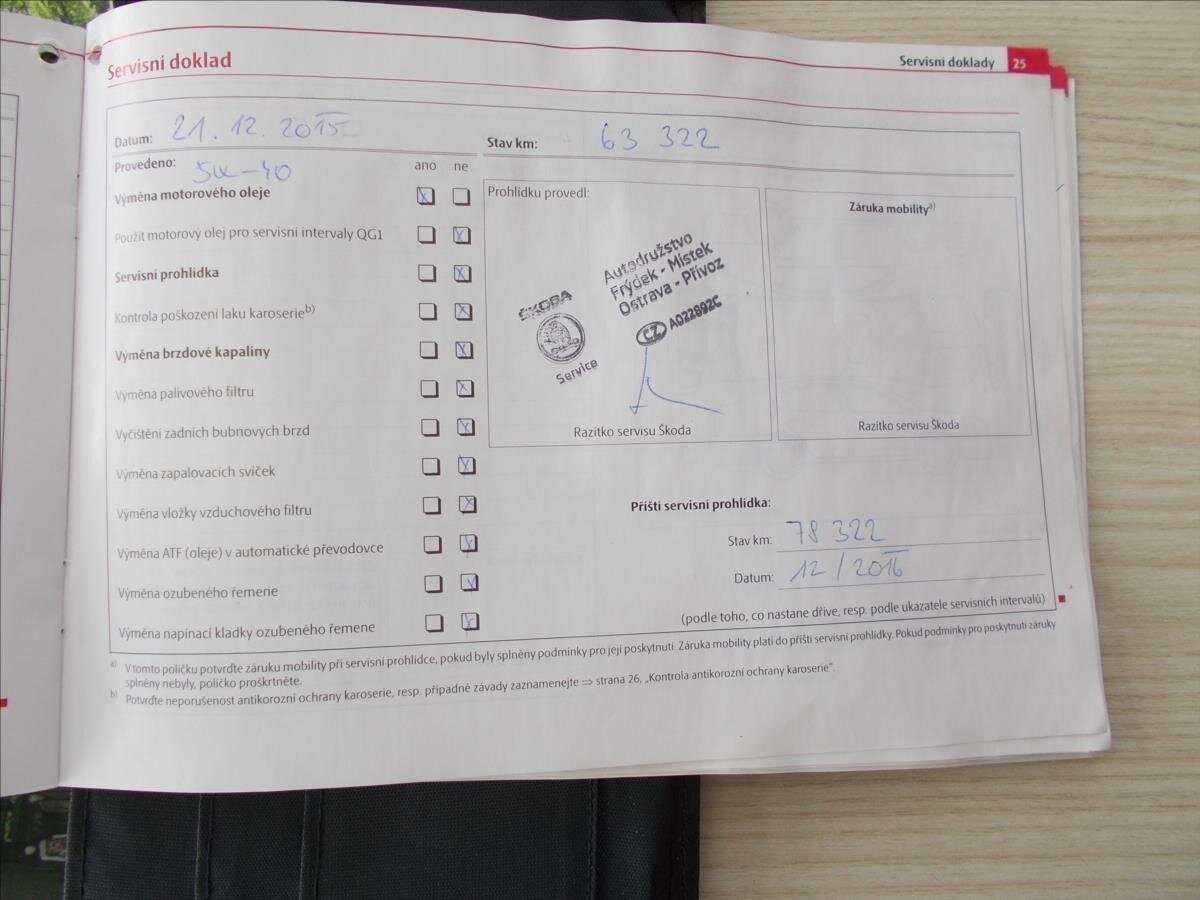 Servisní doklad
Servisní doklady 25
Datum: 21. 12. 2015
Stav km: 63 322
Provedeno: 5W-40
ano ne
Výměna motorového oleje
Použit motorový olej pro servisní intervaly QG1
Servisní prohlídka
Kontrola poškození laku karoserieb)
Výměna brzdové kapaliny
Výměna palivového filtru
Vyčištění zadních bubnových brzd
Výměna zapalovacích svíček
Výměna vložky vzduchového filtru
Výměna ATF (oleje) v automatické převodovce
Výměna ozubeného řemene
Výměna napínací kladky ozubeného řemene
Prohlídku provedl:
Autodružstvo
Frýdek - Místek
Ostrava - Přívoz
CZ A022892C
ŠKODA
Service
Razítko servisu Škoda
Záruka mobilitya)
Razítko servisu Škoda
Příští servisní prohlídka:
Stav km: 78 322
Datum: 12 / 2016
(podle toho, co nastane dříve, resp. podle ukazatele servisních intervalů)
a) V tomto políčku potvrďte záruku mobility při servisní prohlídce, pokud byly splněny podmínky pro její poskytnutí. Záruka mobility platí do příští servisní prohlídky. Pokud podmínky pro poskytnutí záruky
splněny nebyly, políčko proškrtněte.
b) Potvrďte neporušenost antikorozní ochrany karoserie, resp. případné závady zaznamenejte ⇒ strana 26, „Kontrola antikorozní ochrany karoserie“.